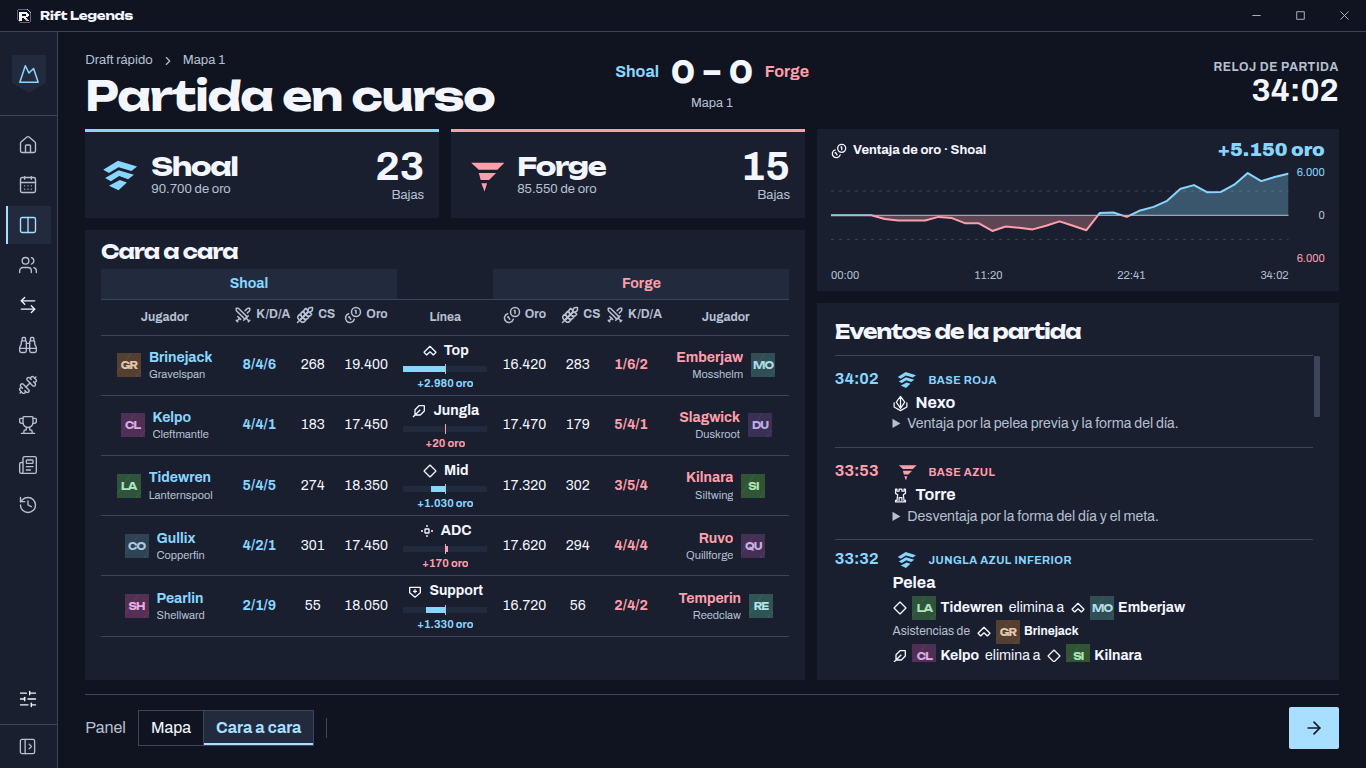 Rift Legends
Draft rápido > Mapa 1
Partida en curso
Shoal 0 – 0 Forge
Mapa 1
RELOJ DE PARTIDA
34:02
Shoal
90.700 de oro
23
Bajas
Forge
85.550 de oro
15
Bajas
Ventaja de oro · Shoal
+5.150 oro
6.000
0
6.000
00:00 11:20 22:41 34:02
Cara a cara
Shoal Forge
Jugador K/D/A CS Oro Línea Oro CS K/D/A Jugador
GR Brinejack 8/4/6 268 19.400 Top 16.420 283 1/6/2 Emberjaw MO
Gravelspan +2.980 oro Mosshelm
CL Kelpo 4/4/1 183 17.450 Jungla 17.470 179 5/4/1 Slagwick DU
Cleftmantle +20 oro Duskroot
LA Tidewren 5/4/5 274 18.350 Mid 17.320 302 3/5/4 Kilnara SI
Lanternspool +1.030 oro Siltwing
CO Gullix 4/2/1 301 17.450 ADC 17.620 294 4/4/4 Ruvo QU
Copperfin +170 oro Quillforge
SH Pearlin 2/1/9 55 18.050 Support 16.720 56 2/4/2 Temperin RE
Shellward +1.330 oro Reedclaw
Eventos de la partida
34:02 BASE ROJA
Nexo
Ventaja por la pelea previa y la forma del día.
33:53 BASE AZUL
Torre
Desventaja por la forma del día y el meta.
33:32 JUNGLA AZUL INFERIOR
Pelea
LA Tidewren elimina a MO Emberjaw
Asistencias de GR Brinejack
CL Kelpo elimina a SI Kilnara
Panel Mapa Cara a cara